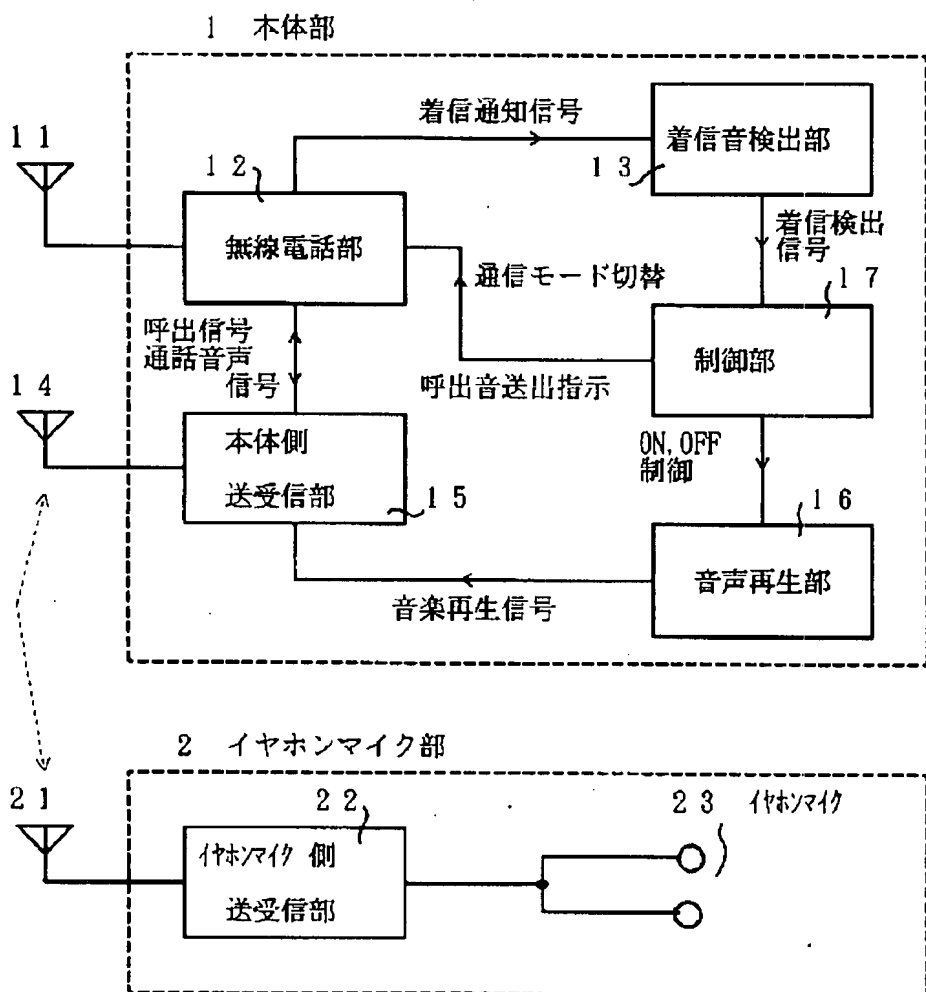 1 本体部
11
着信通知信号
着信音検出部
13
12
無線電話部
着信検出
信号
通信モード切替
17
呼出信号
通話音声
信号
制御部
14
呼出音送出指示
本体側
送受信部
15
ON, OFF
制御
16
音声再生部
音楽再生信号
2 イヤホンマイク部
21
22
23 イヤホンマイク
イヤホンマイク 側
送受信部